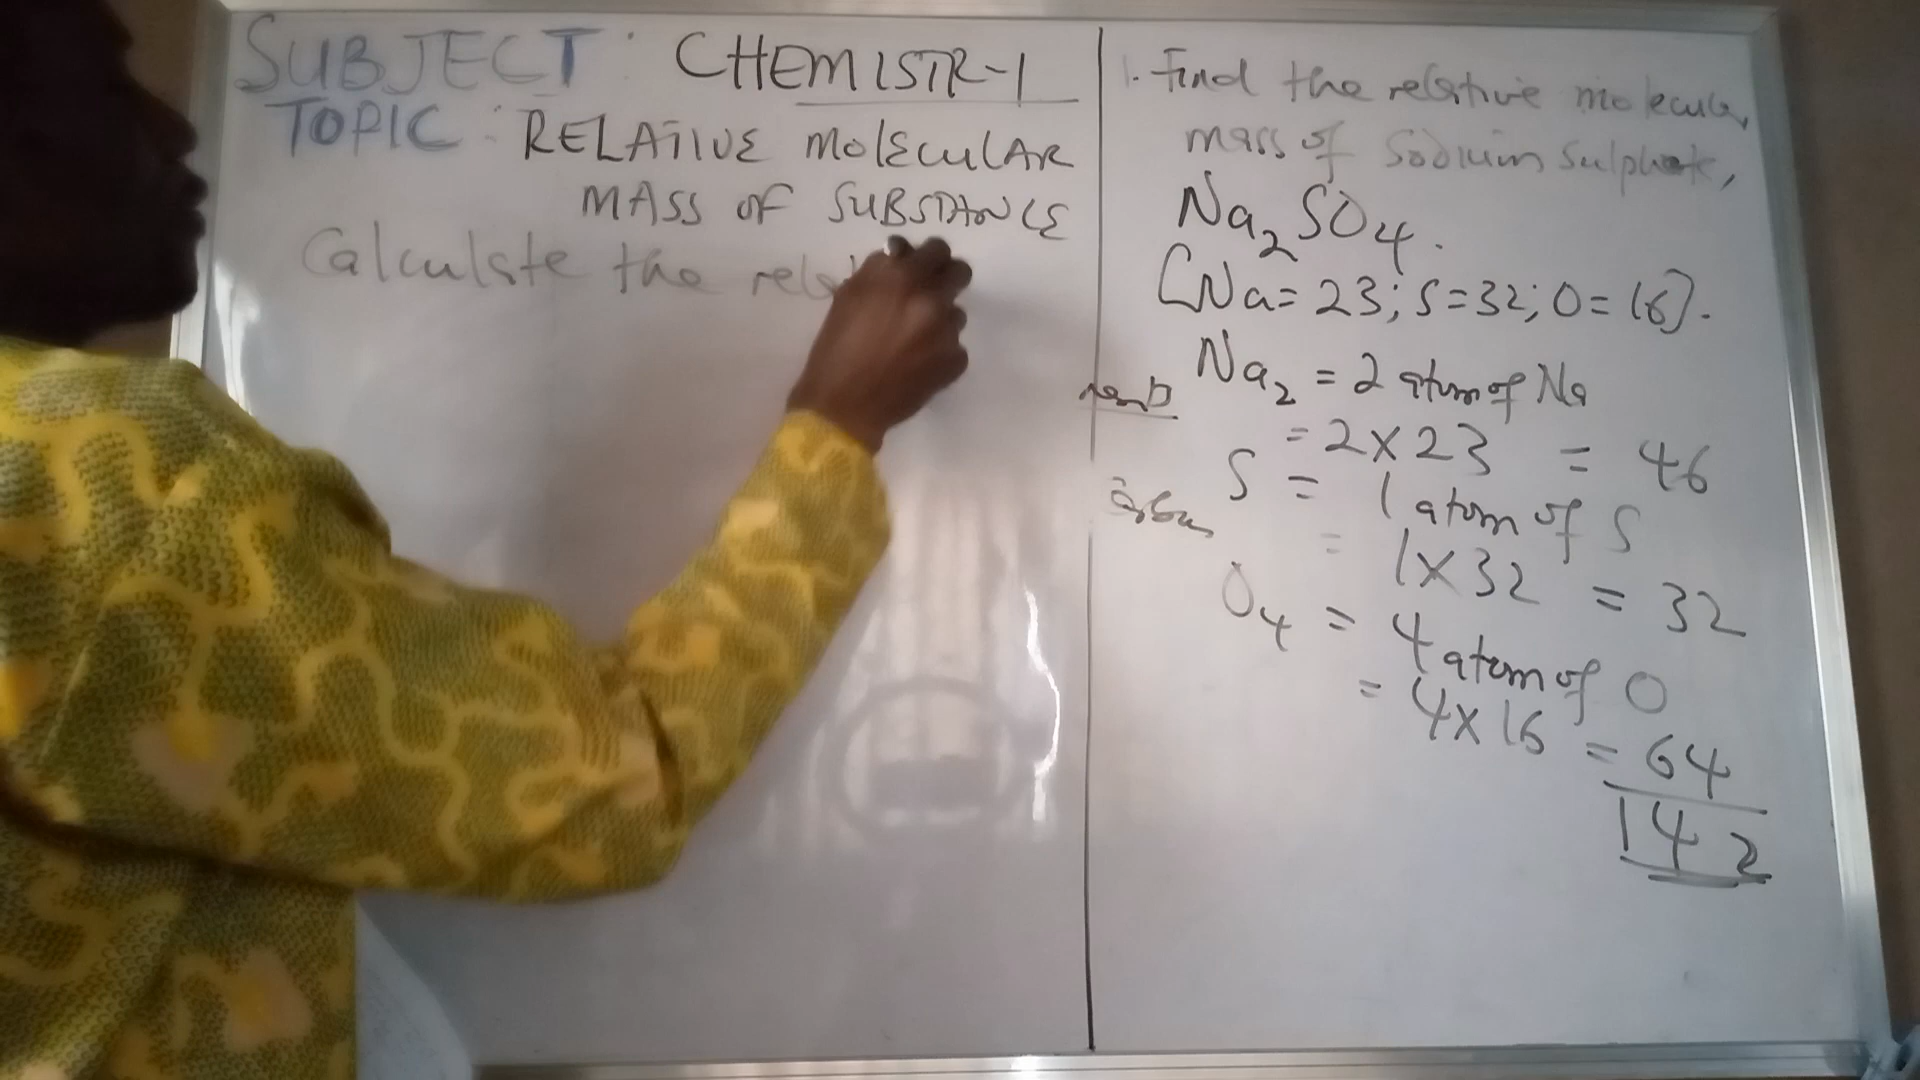 SUBJECT: CHEMISTR-1
TOPIC: RELATIVE MOLECULAR
MASS OF SUBSTANCE
Calculate the rela
1. Find the relative molecular
mass of Sodium Sulphate,
Na₂SO₄.
[Na=23; S=32; O=16].
Na₂ = 2 atom of Na
= 2×23 = 46
S = 1 atom of S
= 1×32 = 32
O₄ = 4 atom of O
= 4×16 = 64
142